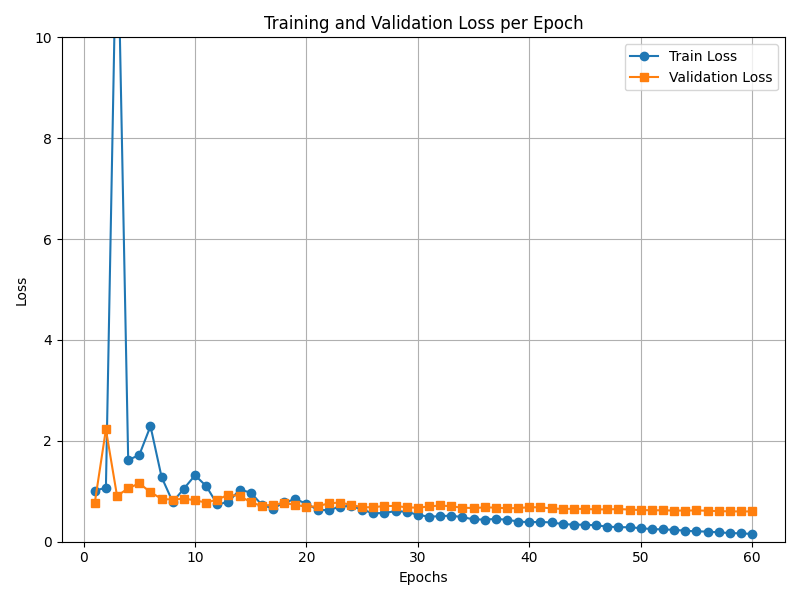 Training and Validation Loss per Epoch
Train Loss
Validation Loss
Loss
10
8
6
4
2
0
0 10 20 30 40 50 60
Epochs